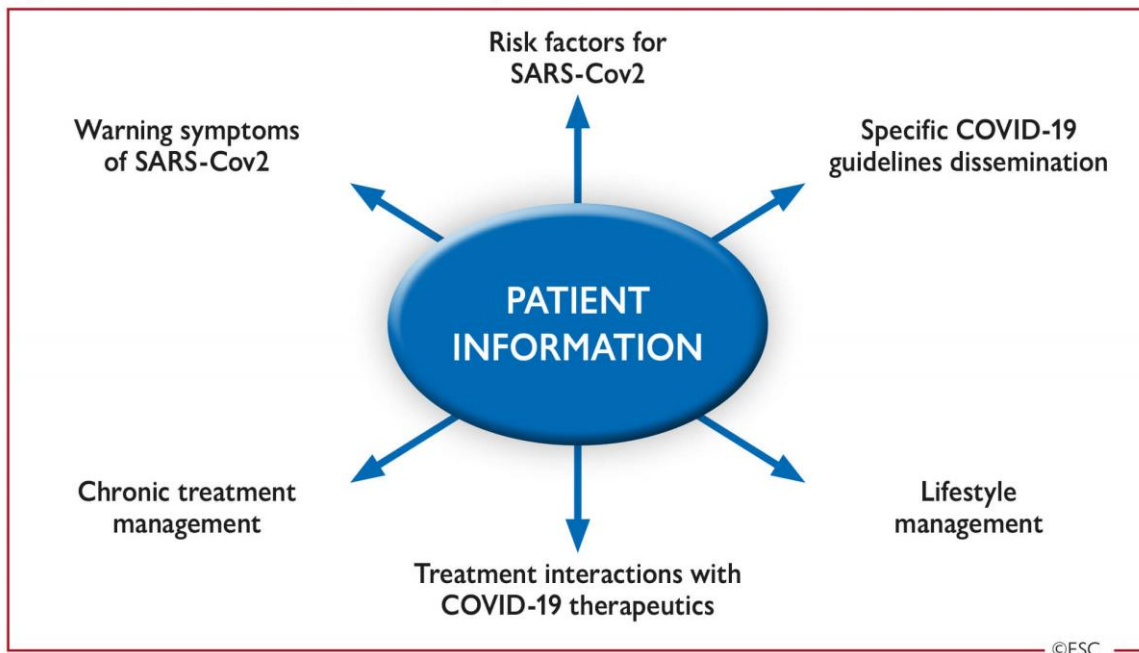 Risk factors for
SARS-Cov2
Warning symptoms
of SARS-Cov2
Specific COVID-19
guidelines dissemination
PATIENT
INFORMATION
Chronic treatment
management
Lifestyle
management
Treatment interactions with
COVID-19 therapeutics
©ESC